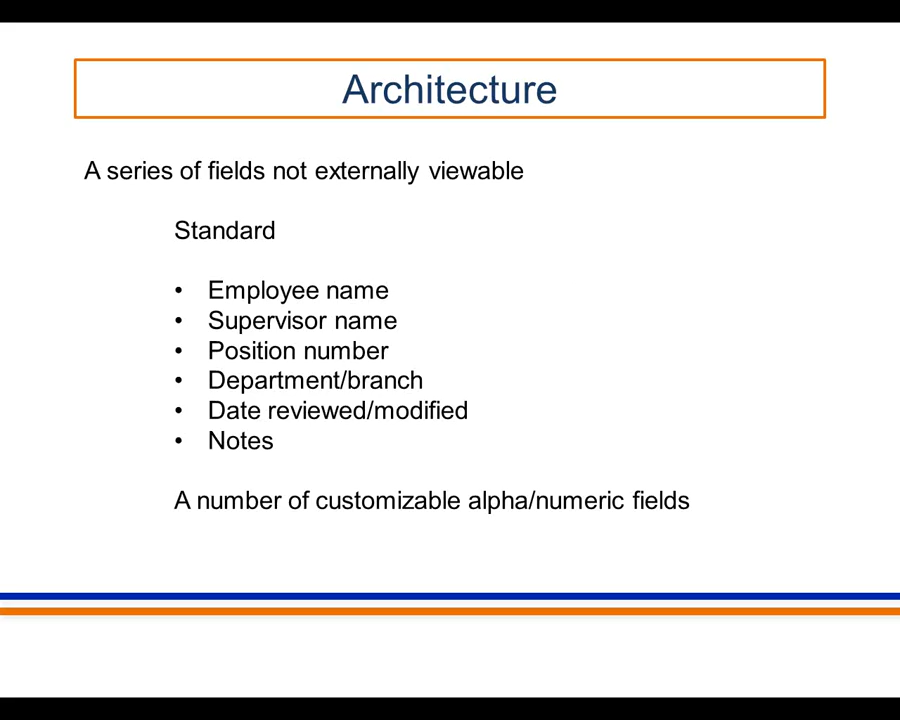 Architecture
A series of fields not externally viewable
Standard
• Employee name
• Supervisor name
• Position number
• Department/branch
• Date reviewed/modified
• Notes
A number of customizable alpha/numeric fields